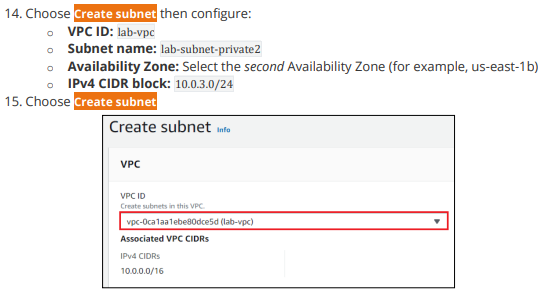 14. Choose Create subnet then configure:
o VPC ID: lab-vpc
o Subnet name: lab-subnet-private2
o Availability Zone: Select the second Availability Zone (for example, us-east-1b)
o IPv4 CIDR block: 10.0.3.0/24
15. Choose Create subnet
Create subnet Info
VPC
VPC ID
Create subnets in this VPC.
vpc-0ca1aa1ebe80dce5d (lab-vpc)
Associated VPC CIDRs
IPv4 CIDRs
10.0.0.0/16